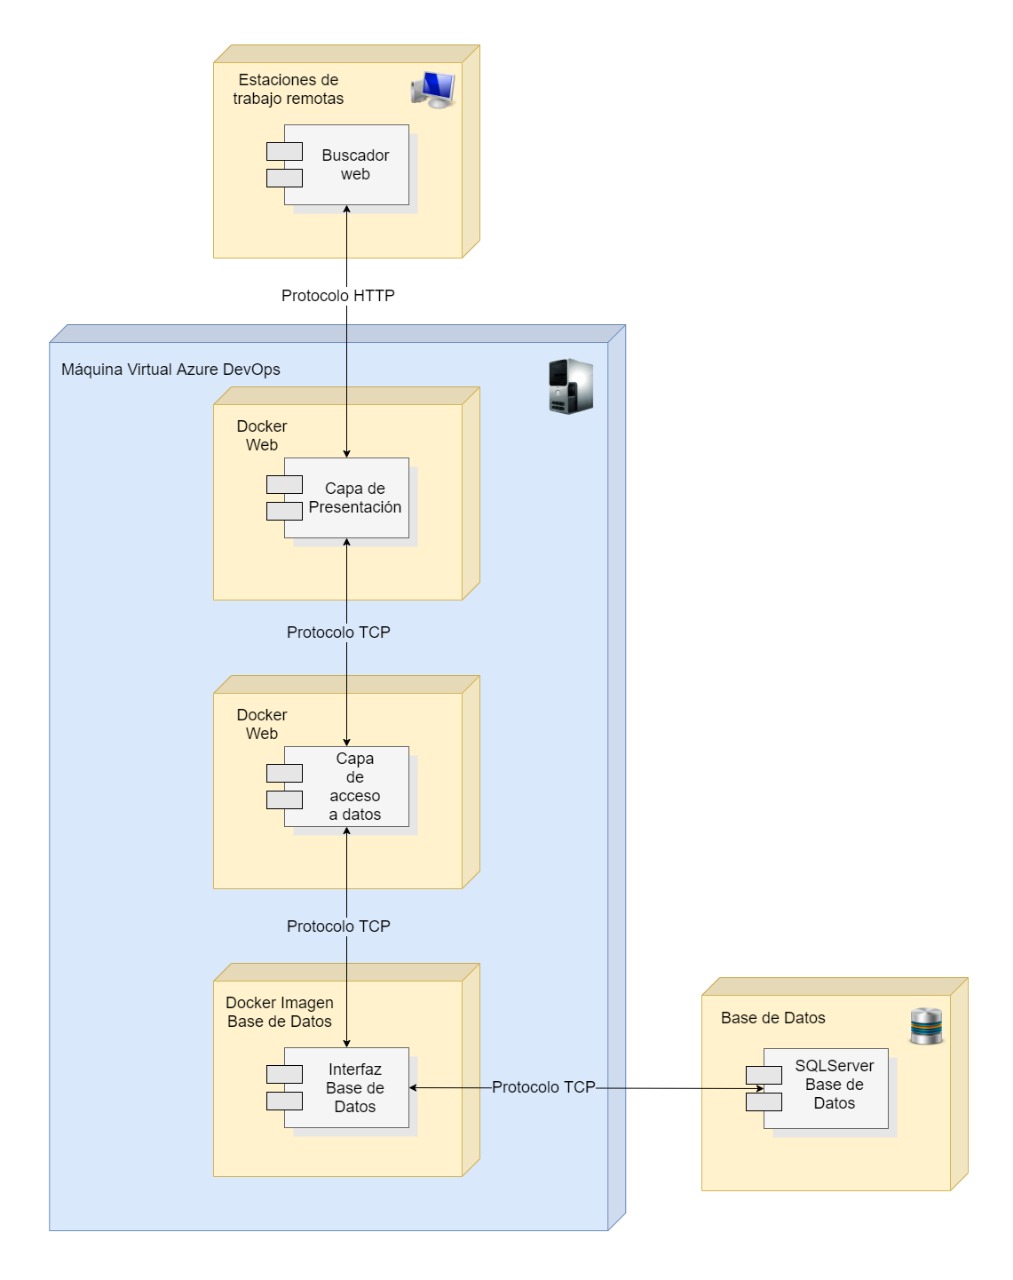 Estaciones de
trabajo remotas
Buscador
web
Protocolo HTTP
Máquina Virtual Azure DevOps
Docker
Web
Capa de
Presentación
Protocolo TCP
Docker
Web
Capa
de
acceso
a datos
Protocolo TCP
Docker Imagen
Base de Datos
Interfaz
Base de
Datos
Protocolo TCP
Base de Datos
SQLServer
Base de
Datos